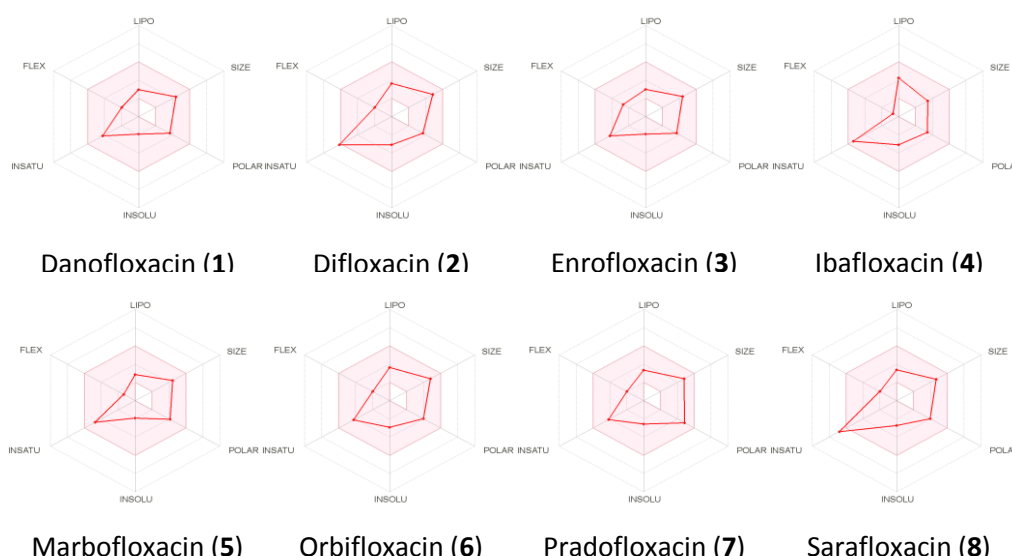 LIPO LIPO LIPO LIPO
FLEX SIZE FLEX SIZE FLEX SIZE FLEX SIZE
INSATU POLAR INSATU POLAR INSATU POLAR INSATU POLAR
INSOLU INSOLU INSOLU INSOLU
Danofloxacin (1) Difloxacin (2) Enrofloxacin (3) Ibafloxacin (4)
LIPO LIPO LIPO LIPO
FLEX SIZE FLEX SIZE FLEX SIZE FLEX SIZE
INSATU POLAR INSATU POLAR INSATU POLAR INSATU POLA
INSOLU INSOLU INSOLU INSOLU
Marbofloxacin (5) Orbifloxacin (6) Pradofloxacin (7) Sarafloxacin (8)